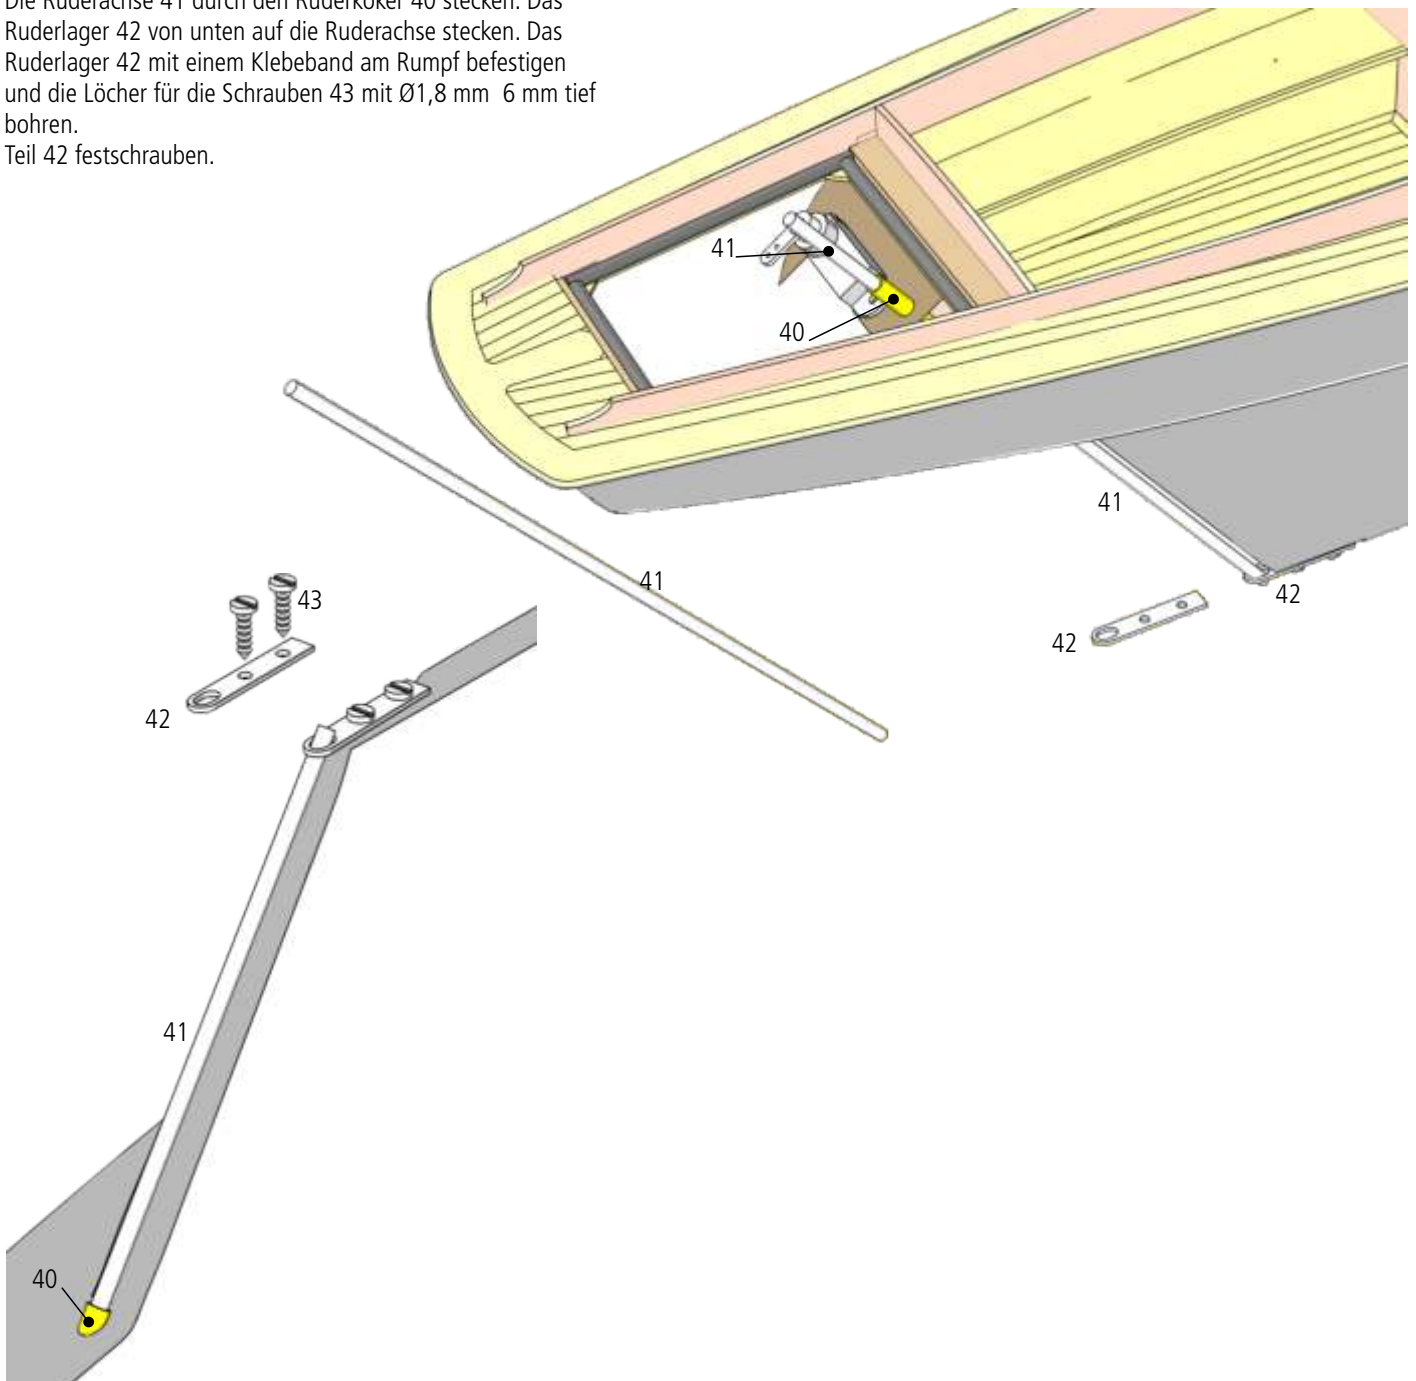 Die Ruderachse 41 durch den Ruderkoker 40 stecken. Das
Ruderlager 42 von unten auf die Ruderachse stecken. Das
Ruderlager 42 mit einem Klebeband am Rumpf befestigen
und die Löcher für die Schrauben 43 mit Ø1,8 mm  6 mm tief
bohren.
Teil 42 festschrauben.
41
40
41
41
42
42
43
42
41
40